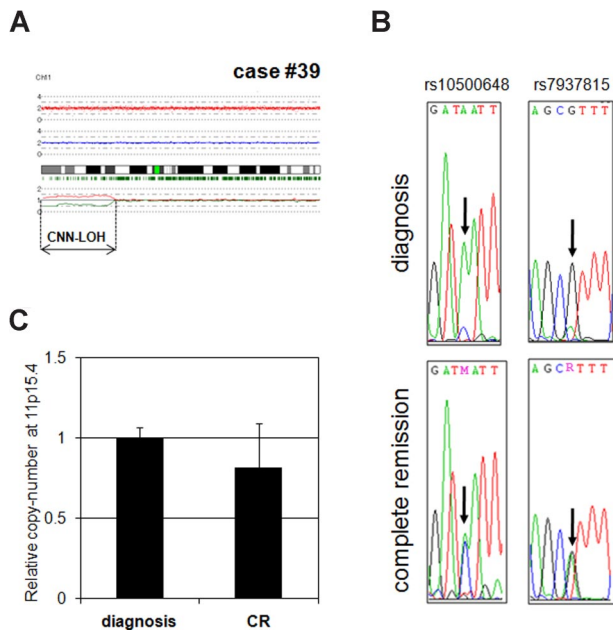 A
case #39
Chr11
4
2
0
4
2
0
2
1
0
CNN-LOH
B
rs10500648 rs7937815
G A T A A T T
A G C G T T T
diagnosis
G A T M A T T
A G C R T T T
complete remission
C
Relative copy-number at 11p15.4
1.5
1
0.5
0
diagnosis CR